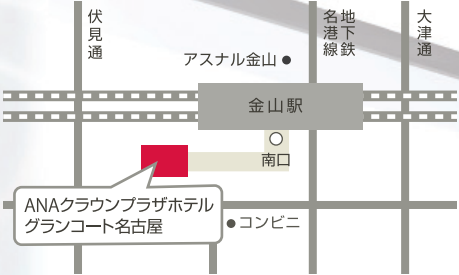 伏見通
地下鉄
名港線
大津通
アスナル金山
金山駅
南口
ANAクラウンプラザホテル
グランコート名古屋
コンビニ